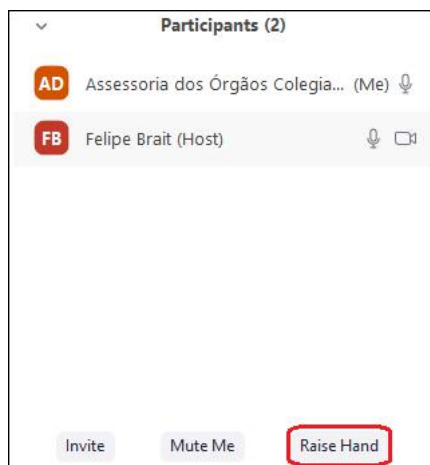 Participants (2)
AD Assessoria dos Órgãos Colegia... (Me)
FB Felipe Brait (Host)
Invite Mute Me Raise Hand